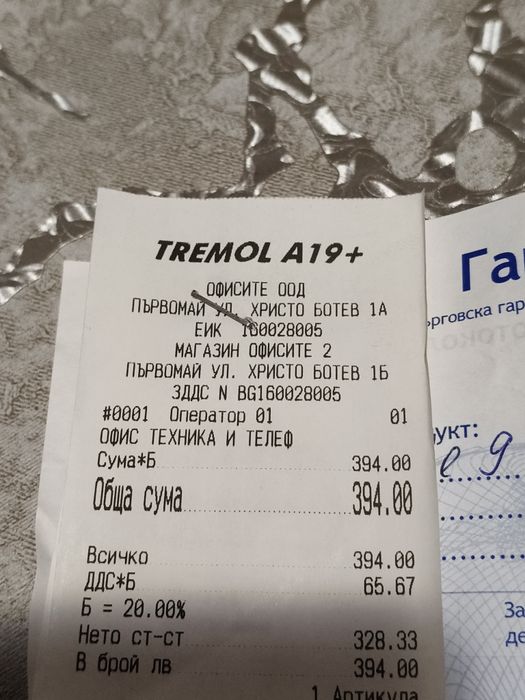 TREMOL A19+
ОФИСИТЕ ООД
ПЪРВОМАЙ УЛ. ХРИСТО БОТЕВ 1А
ЕИК 160028005
МАГАЗИН ОФИСИТЕ 2
ПЪРВОМАЙ УЛ. ХРИСТО БОТЕВ 1Б
ЗДДС N BG160028005
#0001 Оператор 01 01
ОФИС ТЕХНИКА И ТЕЛЕФ
Сума*Б 394.00
Обща сума 394.00
Всичко 394.00
ДДС*Б 65.67
Б = 20.00%
Нето ст-ст 328.33
В брой лв 394.00
1 Артикула
Га
ърговска гар
укт:
За
де